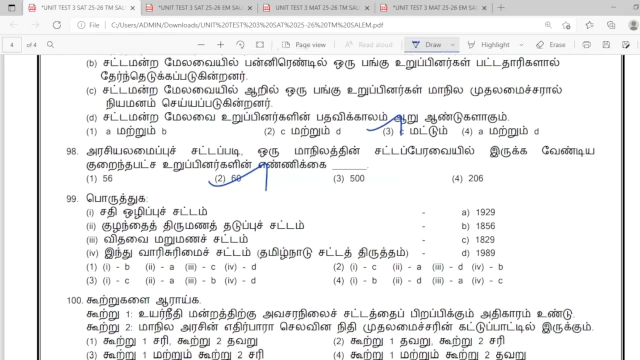 *UNIT TEST 3 SAT 25-26 TM SALE
*UNIT TEST 3 SAT 25-26 EM SALE
UNIT TEST 3 MAT 25-26 TM SALEM
*UNIT TEST 3 MAT 25-26 EM SALE
File | C:/Users/ADMIN/Downloads/UNIT%20TEST%203%20SAT%2025-26%20TM%20SALEM.pdf
4 of 4
Page view
Draw
Highlight
Erase
(b) சட்டமன்ற மேலவையில் பன்னிரெண்டில் ஒரு பங்கு உறுப்பினர்கள் பட்டதாரிகளால்
தேர்ந்தெடுக்கப்படுகின்றனர்.
(c) சட்டமன்ற மேலவையில் ஆறில் ஒரு பங்கு உறுப்பினர்கள் மாநில முதலமைச்சரால்
நியமனம் செய்யப்படுகின்றனர்.
(d) சட்டமன்ற மேலவை உறுப்பினர்களின் பதவிக்காலம் ஆறு ஆண்டுகளாகும்.
(1) a மற்றும் b (2) c மற்றும் d (3) c மட்டும் (4) a மற்றும் d
98. அரசியலமைப்புச் சட்டப்படி, ஒரு மாநிலத்தின் சட்டப்பேரவையில் இருக்க வேண்டிய
குறைந்தபட்ச உறுப்பினர்களின் எண்ணிக்கை ______.
(1) 56 (2) 60 (3) 500 (4) 206
99. பொருத்துக:
(i) சதி ஒழிப்புச் சட்டம் - a) 1929
(ii) குழந்தைத் திருமணத் தடுப்புச் சட்டம் - b) 1856
(iii) விதவை மறுமணச் சட்டம் - c) 1829
(iv) இந்து வாரிசுரிமைச் சட்டம் (தமிழ்நாடு சட்டத் திருத்தம்) - d) 1989
(1) (i) - b (ii) - a (iii) - c (iv) - d (2) (i) - c (ii) - a (iii) - d (iv) - b
(3) (i) - c (ii) - a (iii) - b (iv) - d (4) (i) - b (ii) - d (iii) - c (iv) - a
100. கூற்றுகளை ஆராய்க.
கூற்று 1: உயர்நீதி மன்றத்திற்கு அவசரநிலைச் சட்டத்தைப் பிறப்பிக்கும் அதிகாரம் உண்டு.
கூற்று 2: மாநில அரசின் எதிர்பாரா செலவின நிதி முதலமைச்சரின் கட்டுப்பாட்டில் இருக்கும்.
(1) கூற்று 1 சரி, கூற்று 2 தவறு (2) கூற்று 1 தவறு, கூற்று 2 சரி
(3) கூற்று 1 மற்றும் கூற்று 2 சரி (4) கூற்று 1 மற்றும் கூற்று 2 தவறு